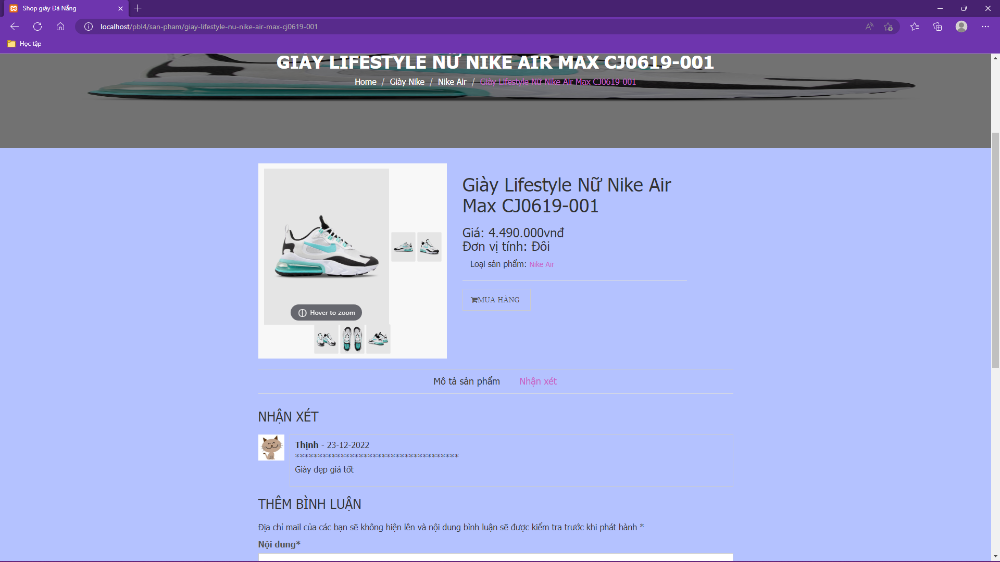 Shop giày Đà Nẵng
localhost/pbl4/san-pham/giay-lifestyle-nu-nike-air-max-cj0619-001
Học tập
GIÀY LIFESTYLE NỮ NIKE AIR MAX CJ0619-001
Home / Giày Nike / Nike Air / Giày Lifestyle Nữ Nike Air Max CJ0619-001
Giày Lifestyle Nữ Nike Air
Max CJ0619-001
Giá: 4.490.000vnđ
Đơn vị tính: Đôi
Loại sản phẩm: Nike Air
MUA HÀNG
Hover to zoom
Mô tả sản phẩm Nhận xét
NHẬN XÉT
Thịnh - 23-12-2022
************************************
Giày đẹp giá tốt
THÊM BÌNH LUẬN
Địa chỉ mail của các bạn sẽ không hiện lên và nội dung bình luận sẽ được kiểm tra trước khi phát hành *
Nội dung*